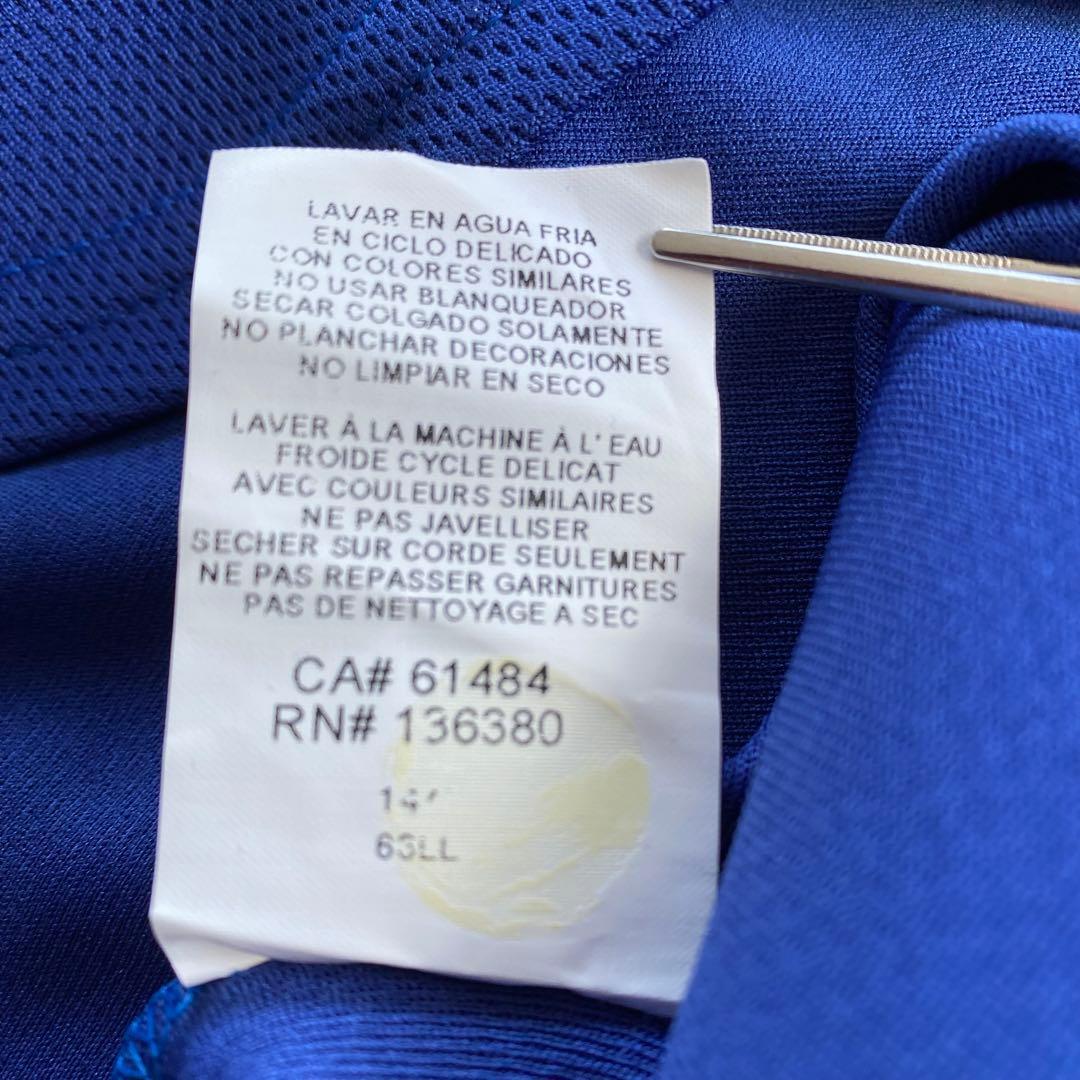 LAVAR EN AGUA FRIA
EN CICLO DELICADO
CON COLORES SIMILARES
NO USAR BLANQUEADOR
SECAR COLGADO SOLAMENTE
NO PLANCHAR DECORACIONES
NO LIMPIAR EN SECO
LAVER À LA MACHINE À L' EAU
FROIDE CYCLE DELICAT
AVEC COULEURS SIMILAIRES
NE PAS JAVELLISER
SECHER SUR CORDE SEULEMENT
NE PAS REPASSER GARNITURES
PAS DE NETTOYAGE A SEC
CA# 61484
RN# 136380
63LL